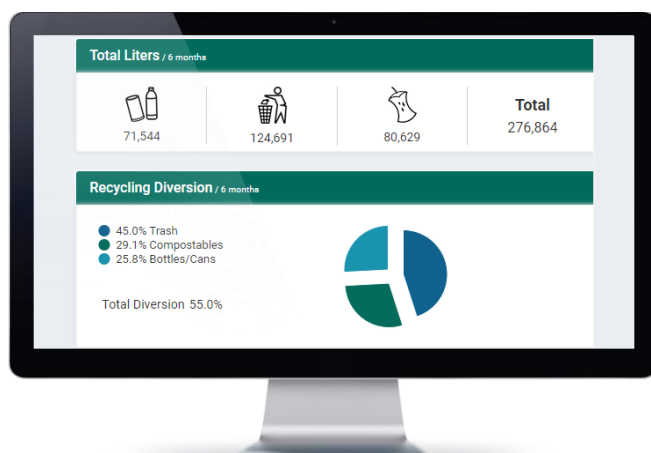 Total Liters / 6 months
71,544
124,691
80,629
Total
276,864
Recycling Diversion / 6 months
45.0% Trash
29.1% Compostables
25.8% Bottles/Cans
Total Diversion 55.0%